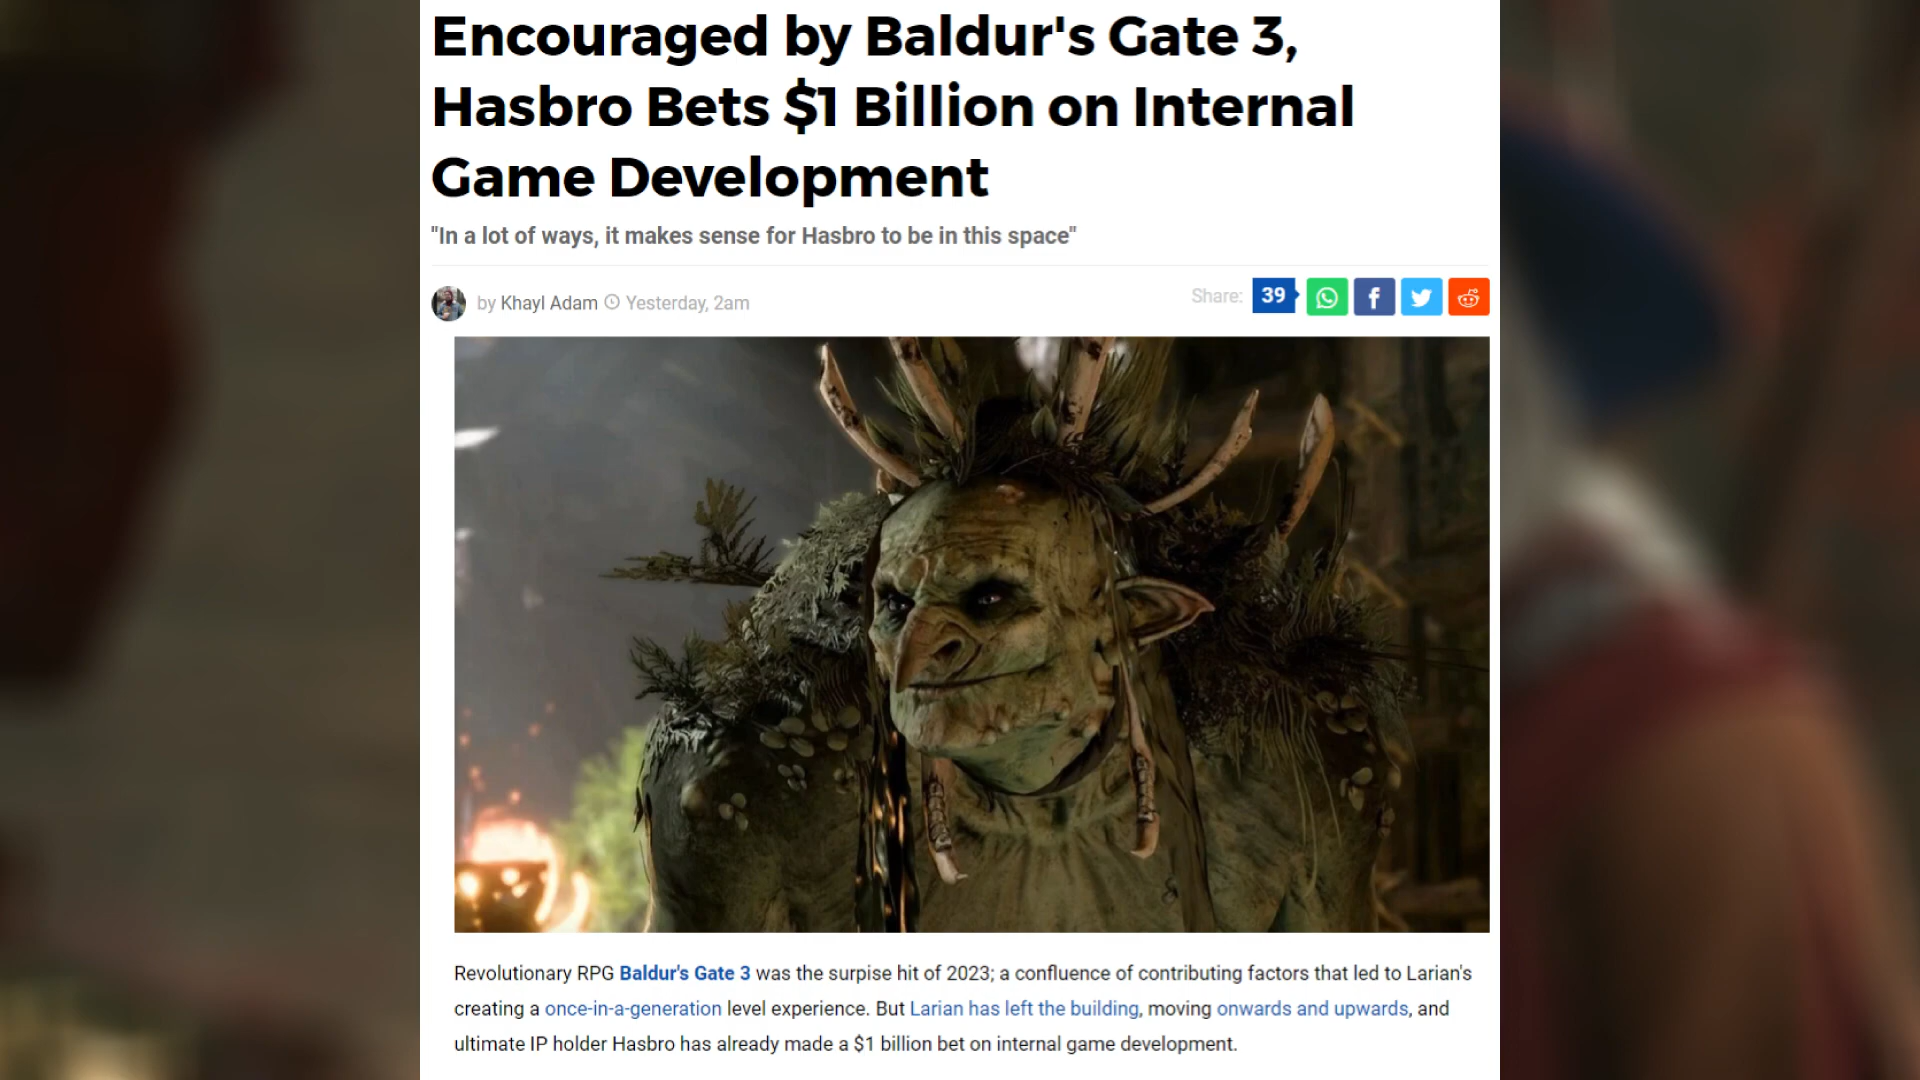 Encouraged by Baldur's Gate 3,
Hasbro Bets $1 Billion on Internal
Game Development
"In a lot of ways, it makes sense for Hasbro to be in this space"
by Khayl Adam Yesterday, 2am
Share: 39
Revolutionary RPG Baldur's Gate 3 was the surprise hit of 2023; a confluence of contributing factors that led to Larian's
creating a once-in-a-generation level experience. But Larian has left the building, moving onwards and upwards, and
ultimate IP holder Hasbro has already made a $1 billion bet on internal game development.